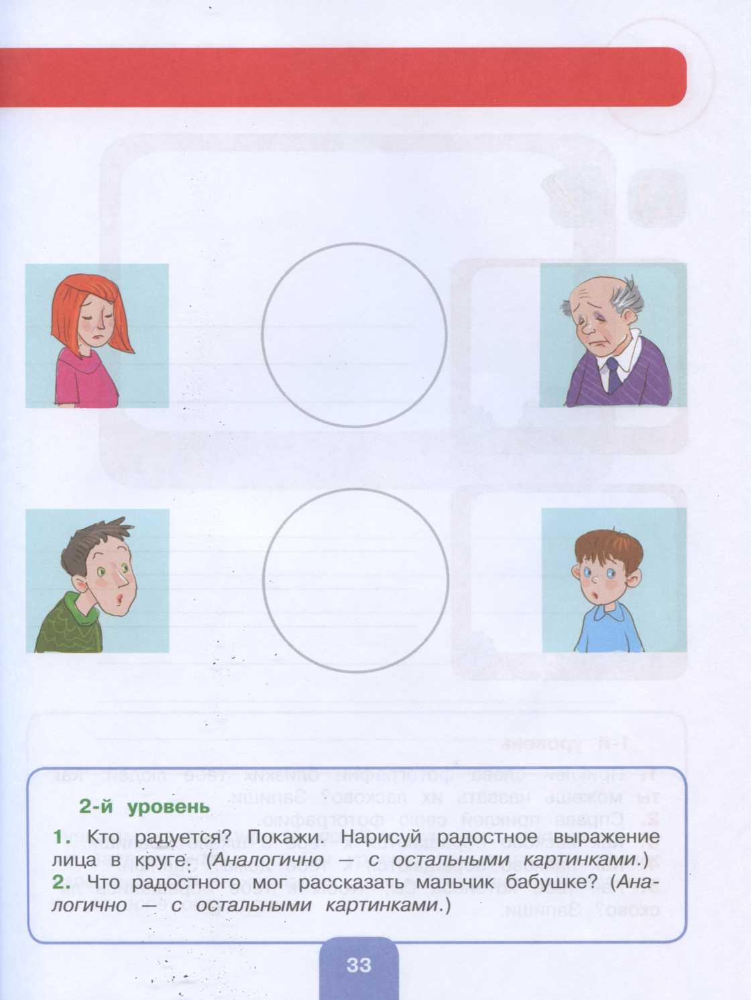 2-й уровень
1. Кто радуется? Покажи. Нарисуй радостное выражение
лица в круге. (Аналогично — с остальными картинками.)
2. Что радостного мог рассказать мальчик бабушке? (Ана-
логично — с остальными картинками.)
33